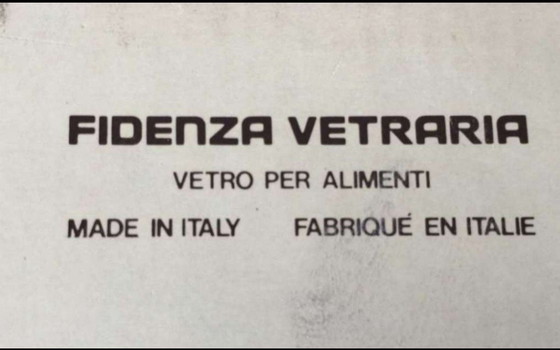 FIDENZA VETRARIA
VETRO PER ALIMENTI
MADE IN ITALY FABRIQUÉ EN ITALIE